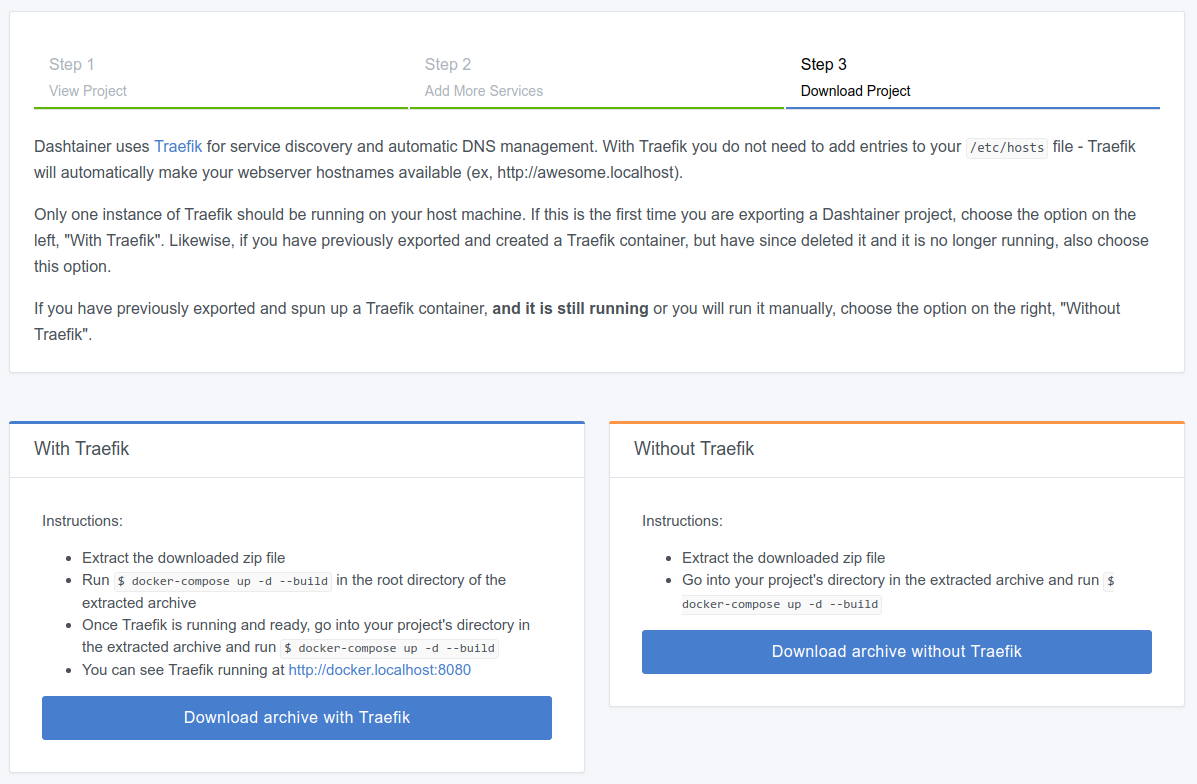 Step 1
View Project
Step 2
Add More Services
Step 3
Download Project
Dashtainer uses Traefik for service discovery and automatic DNS management. With Traefik you do not need to add entries to your /etc/hosts file - Traefik
will automatically make your webserver hostnames available (ex, http://awesome.localhost).
Only one instance of Traefik should be running on your host machine. If this is the first time you are exporting a Dashtainer project, choose the option on the
left, "With Traefik". Likewise, if you have previously exported and created a Traefik container, but have since deleted it and it is no longer running, also choose
this option.
If you have previously exported and spun up a Traefik container, and it is still running or you will run it manually, choose the option on the right, "Without
Traefik".
With Traefik
Instructions:
• Extract the downloaded zip file
• Run $ docker-compose up -d --build in the root directory of the
extracted archive
• Once Traefik is running and ready, go into your project's directory in
the extracted archive and run $ docker-compose up -d --build
• You can see Traefik running at http://docker.localhost:8080
Download archive with Traefik
Without Traefik
Instructions:
• Extract the downloaded zip file
• Go into your project's directory in the extracted archive and run $
docker-compose up -d --build
Download archive without Traefik